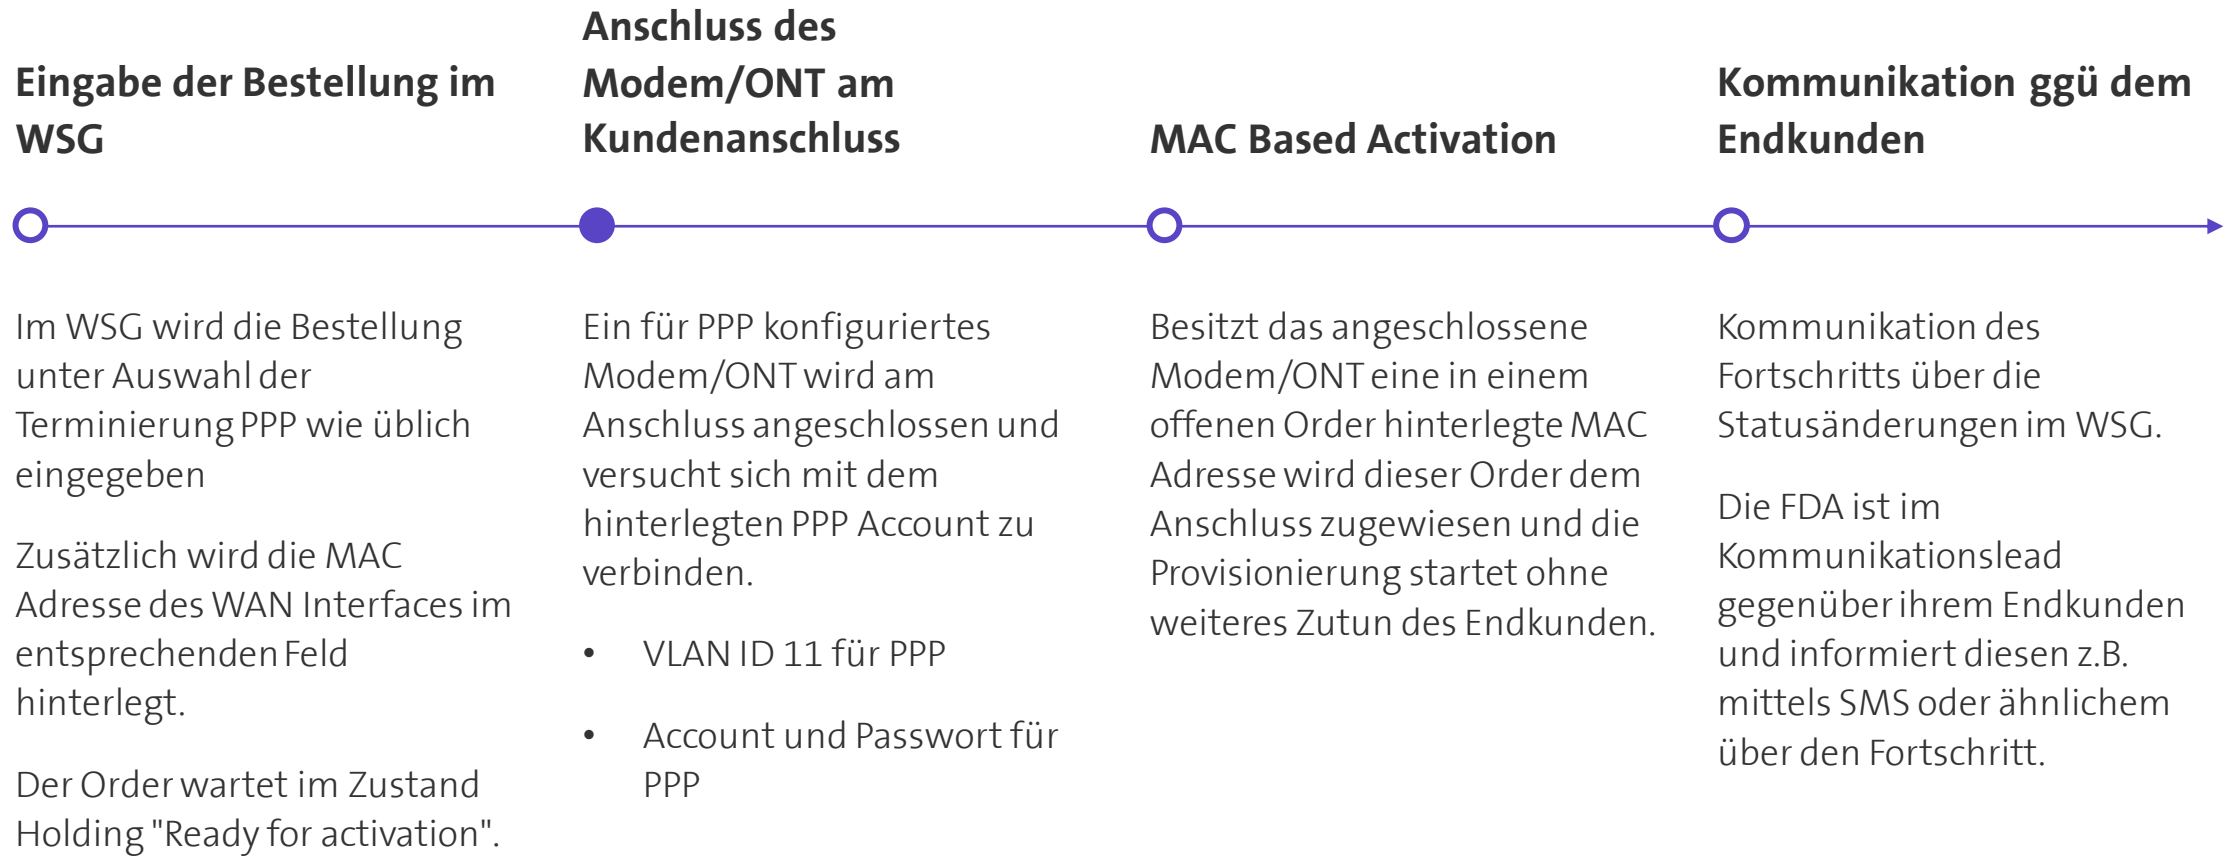 Eingabe der Bestellung im
WSG
Im WSG wird die Bestellung
unter Auswahl der
Terminierung PPP wie üblich
eingegeben
Zusätzlich wird die MAC
Adresse des WAN Interfaces im
entsprechenden Feld
hinterlegt.
Der Order wartet im Zustand
Holding "Ready for activation".
Anschluss des
Modem/ONT am
Kundenanschluss
Ein für PPP konfiguriertes
Modem/ONT wird am
Anschluss angeschlossen und
versucht sich mit dem
hinterlegten PPP Account zu
verbinden.
• VLAN ID 11 für PPP
• Account und Passwort für
PPP
MAC Based Activation
Besitzt das angeschlossene
Modem/ONT eine in einem
offenen Order hinterlegte MAC
Adresse wird dieser Order dem
Anschluss zugewiesen und die
Provisionierung startet ohne
weiteres Zutun des Endkunden.
Kommunikation ggü dem
Endkunden
Kommunikation des
Fortschritts über die
Statusänderungen im WSG.
Die FDA ist im
Kommunikationslead
gegenüber ihrem Endkunden
und informiert diesen z.B.
mittels SMS oder ähnlichem
über den Fortschritt.